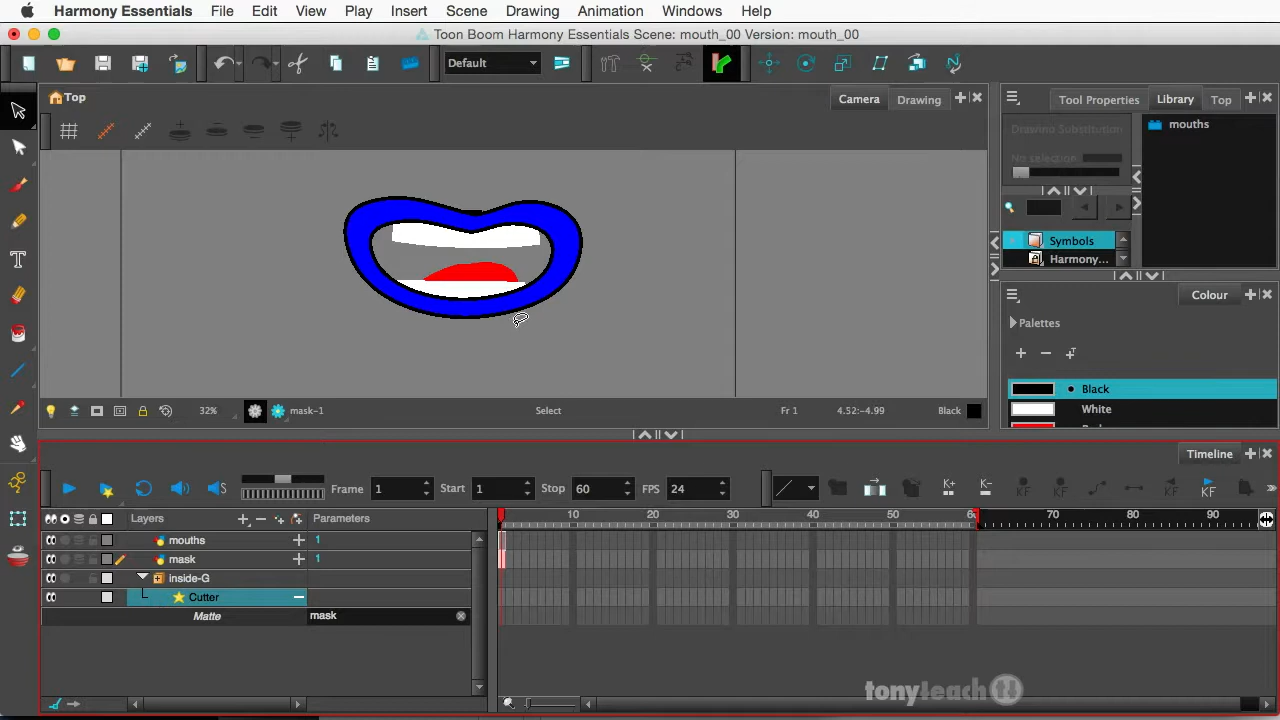 Harmony Essentials File Edit View Play Insert Scene Drawing Animation Windows Help
Toon Boom Harmony Essentials Scene: mouth_00 Version: mouth_00
Default
Top
Camera
Drawing
Tool Properties
Library
Top
Drawing Substitution
No selection
mouths
Symbols
Harmony...
Colour
Palettes
Black
White
32%
mask-1
Select
Fr 1
4.52:-4.99
Black
Timeline
Frame 1
Start 1
Stop 60
FPS 24
Layers
Parameters
10 20 30 40 50 60 70 80 90
mouths 1
mask 1
inside-G
Cutter
Matte mask
tonyteach